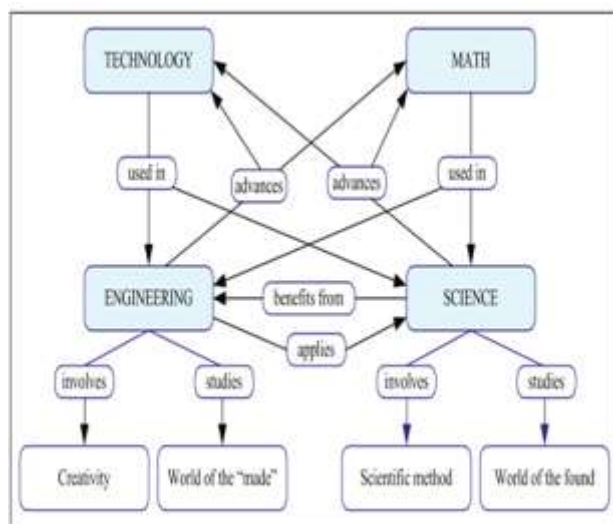 TECHNOLOGY
MATH
used in
advances
advances
used in
ENGINEERING
benefits from
SCIENCE
applies
involves
studies
involves
studies
Creativity
World of the “made”
Scientific method
World of the found